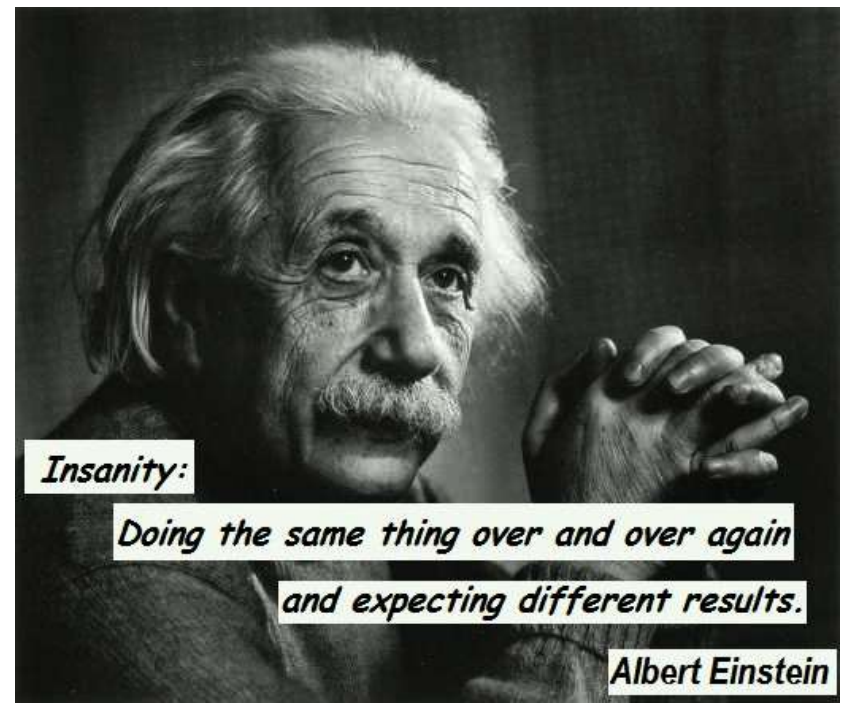 Insanity:
Doing the same thing over and over again
and expecting different results.
Albert Einstein